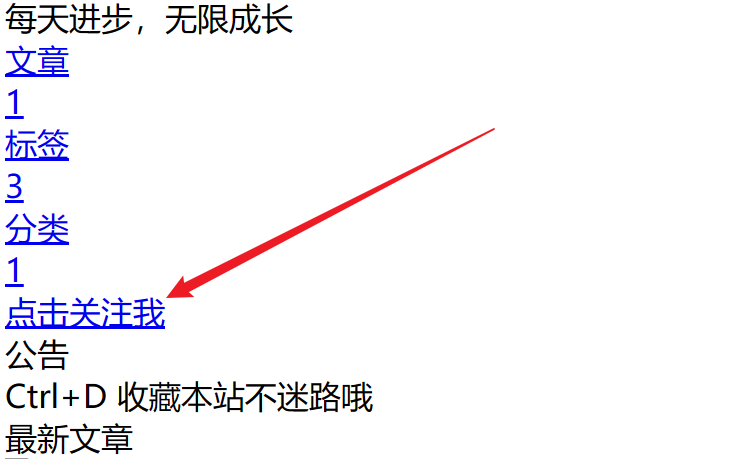 每天进步，无限成长
文章
1
标签
3
分类
1
点击关注我
公告
Ctrl+D 收藏本站不迷路哦
最新文章